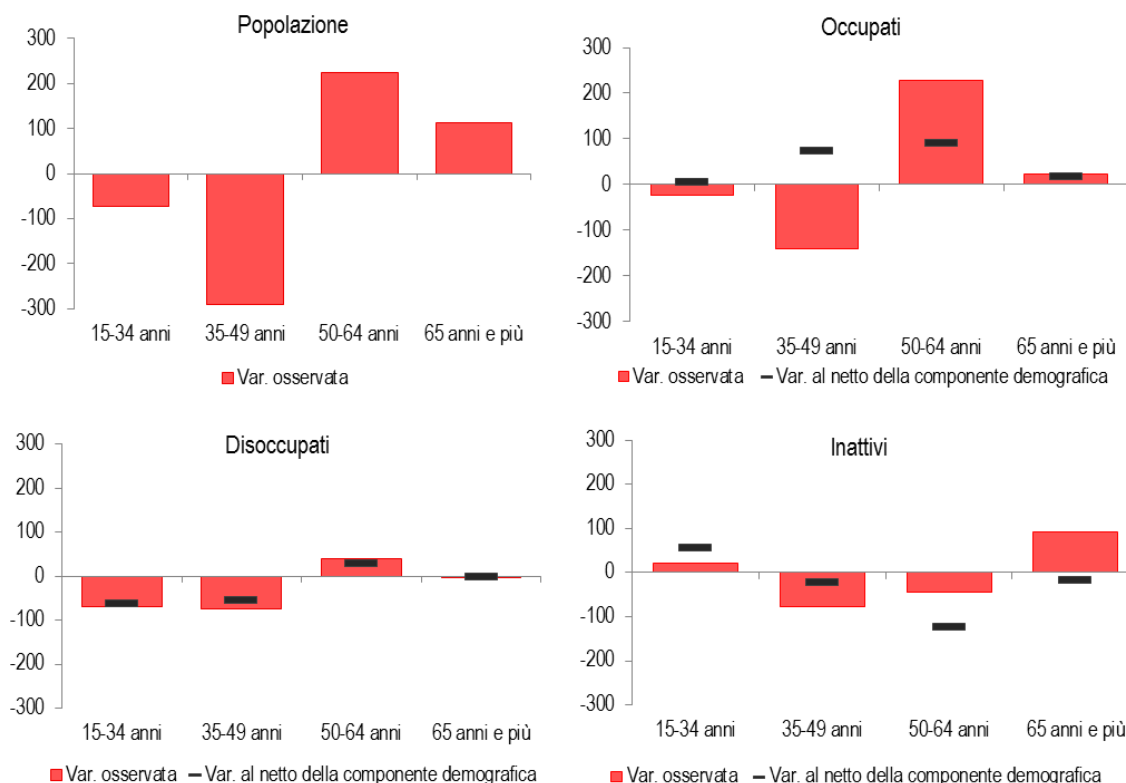 Popolazione
300
200
100
0
-100
-200
-300
15-34 anni 35-49 anni 50-64 anni 65 anni e più
Var. osservata
Occupati
300
200
100
0
-100
-200
-300
15-34 anni 35-49 anni 50-64 anni 65 anni e più
Var. osservata Var. al netto della componente demografica
Disoccupati
300
200
100
0
-100
-200
-300
15-34 anni 35-49 anni 50-64 anni 65 anni e più
Var. osservata Var. al netto della componente demografica
Inattivi
300
200
100
0
-100
-200
-300
15-34 anni 35-49 anni 50-64 anni 65 anni e più
Var. osservata Var. al netto della componente demografica